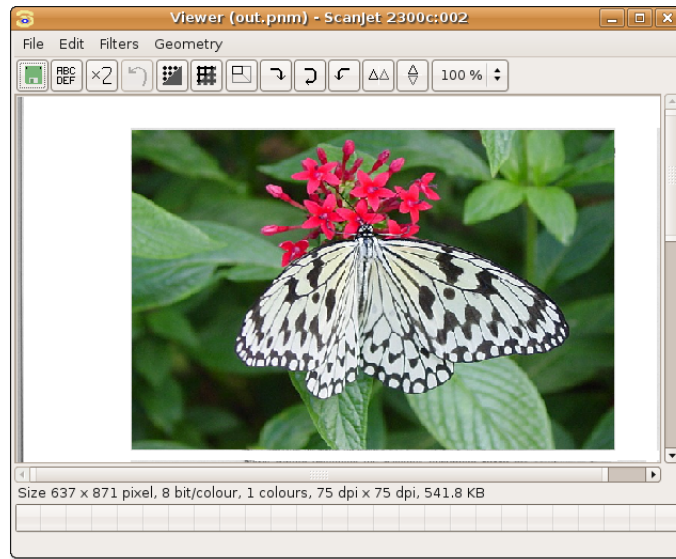 Viewer (out.pnm) - ScanJet 2300c:002
File Edit Filters Geometry
ABC
DEF
×2
100 %
Size 637 x 871 pixel, 8 bit/colour, 1 colours, 75 dpi x 75 dpi, 541.8 KB